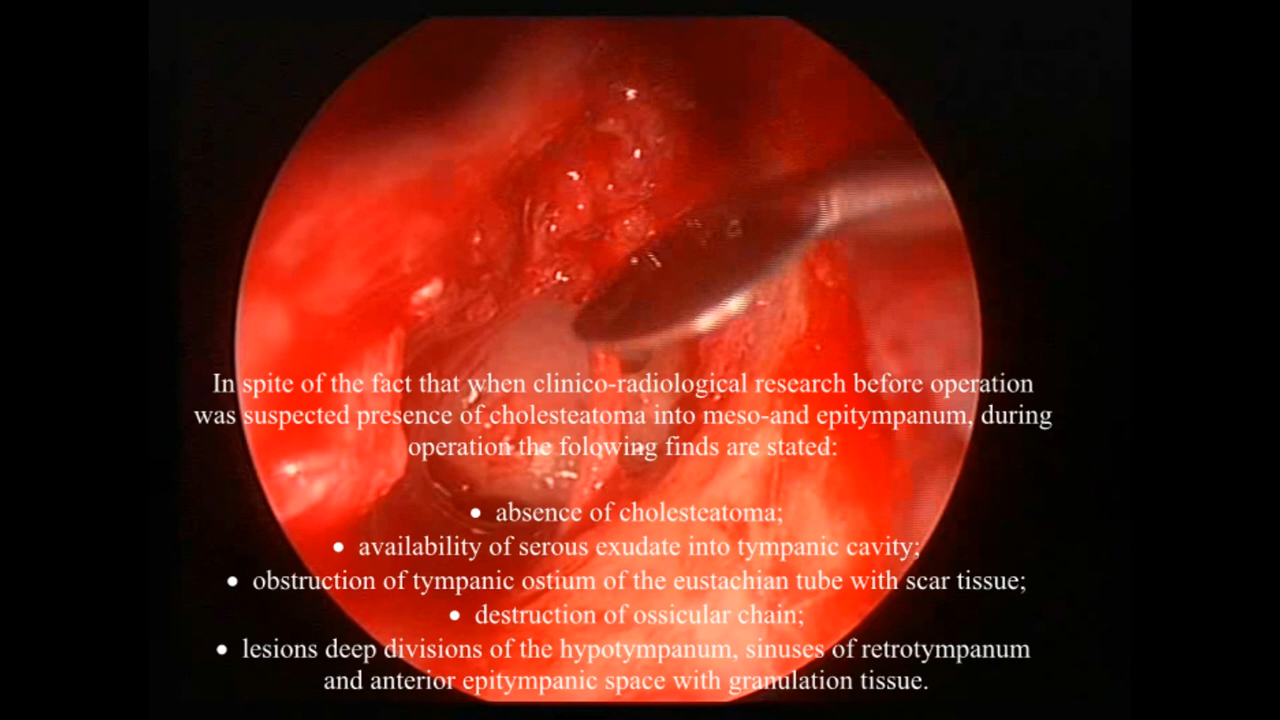 In spite of the fact that when clinico-radiological research before operation
was suspected presence of cholesteatoma into meso-and epitympanum, during
operation the folowing finds are stated:
• absence of cholesteatoma;
• availability of serous exudate into tympanic cavity;
• obstruction of tympanic ostium of the eustachian tube with scar tissue;
• destruction of ossicular chain;
• lesions deep divisions of the hypotympanum, sinuses of retrotympanum
and anterior epitympanic space with granulation tissue.